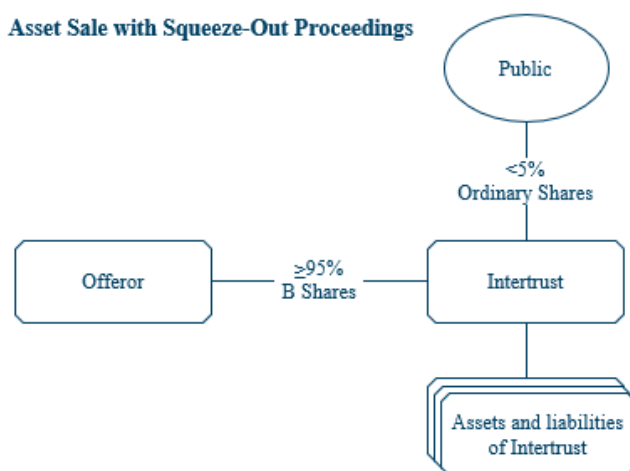 Asset Sale with Squeeze-Out Proceedings
Public
<5%
Ordinary Shares
Offeror
≥95%
B Shares
Intertrust
Assets and liabilities
of Intertrust